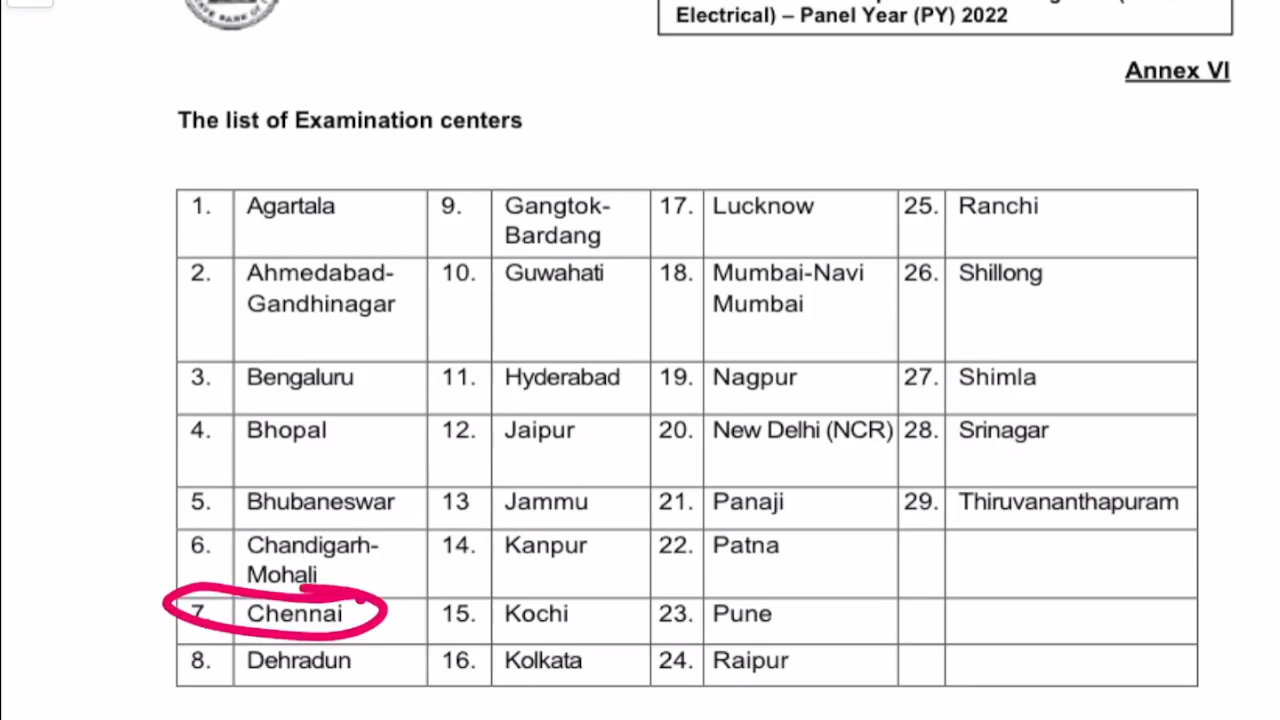 Electrical) – Panel Year (PY) 2022
Annex VI
The list of Examination centers
1. Agartala 9. Gangtok- 17. Lucknow 25. Ranchi
Bardang
2. Ahmedabad- 10. Guwahati 18. Mumbai-Navi 26. Shillong
Gandhinagar Mumbai
3. Bengaluru 11. Hyderabad 19. Nagpur 27. Shimla
4. Bhopal 12. Jaipur 20. New Delhi (NCR) 28. Srinagar
5. Bhubaneswar 13 Jammu 21. Panaji 29. Thiruvananthapuram
6. Chandigarh- 14. Kanpur 22. Patna
Mohali
7. Chennai 15. Kochi 23. Pune
8. Dehradun 16. Kolkata 24. Raipur